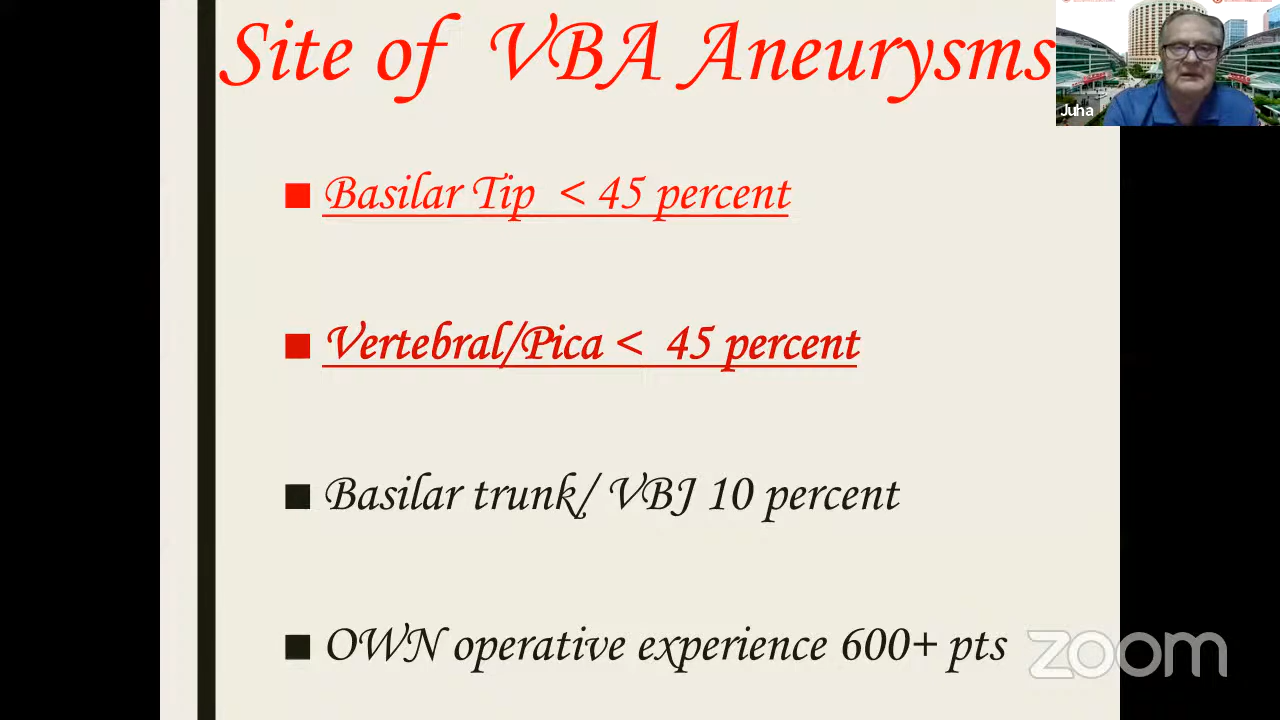 Site of VBA Aneurysms
Juha
■ Basilar Tip < 45 percent
■ Vertebral/Pica < 45 percent
■ Basilar trunk/ VBJ 10 percent
■ OWN operative experience 600+ pts
zoom